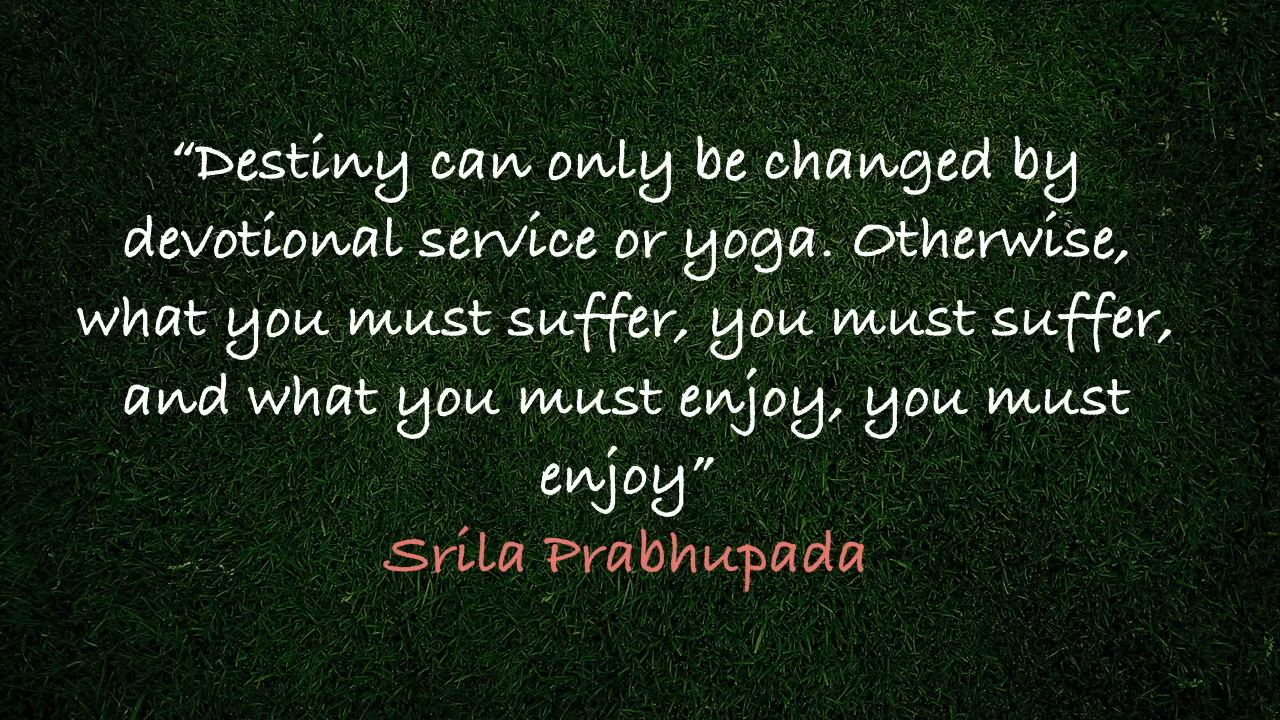 “Destiny can only be changed by
devotional service or yoga. Otherwise,
what you must suffer, you must suffer,
and what you must enjoy, you must
enjoy”
Srila Prabhupada